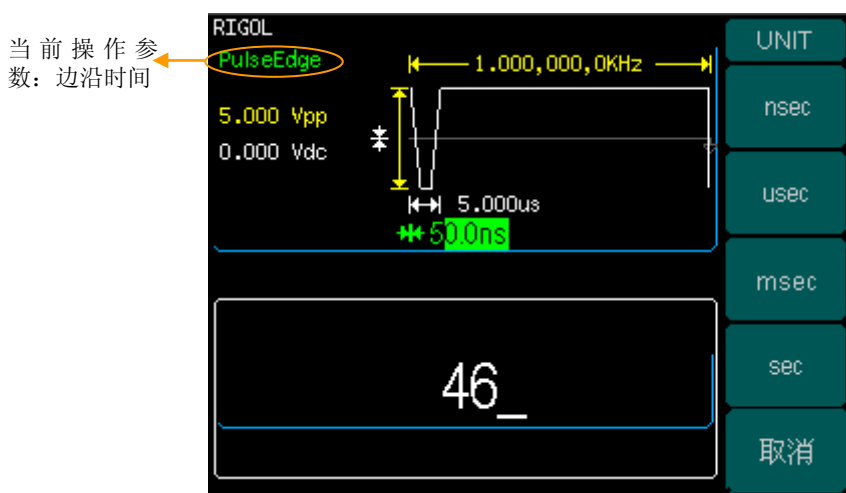 当前操作参
数：边沿时间
RIGOL
PulseEdge
1.000,000,0KHz
5.000 Vpp
0.000 Vdc
5.000us
50.0ns
46_
UNIT
nsec
usec
msec
sec
取消